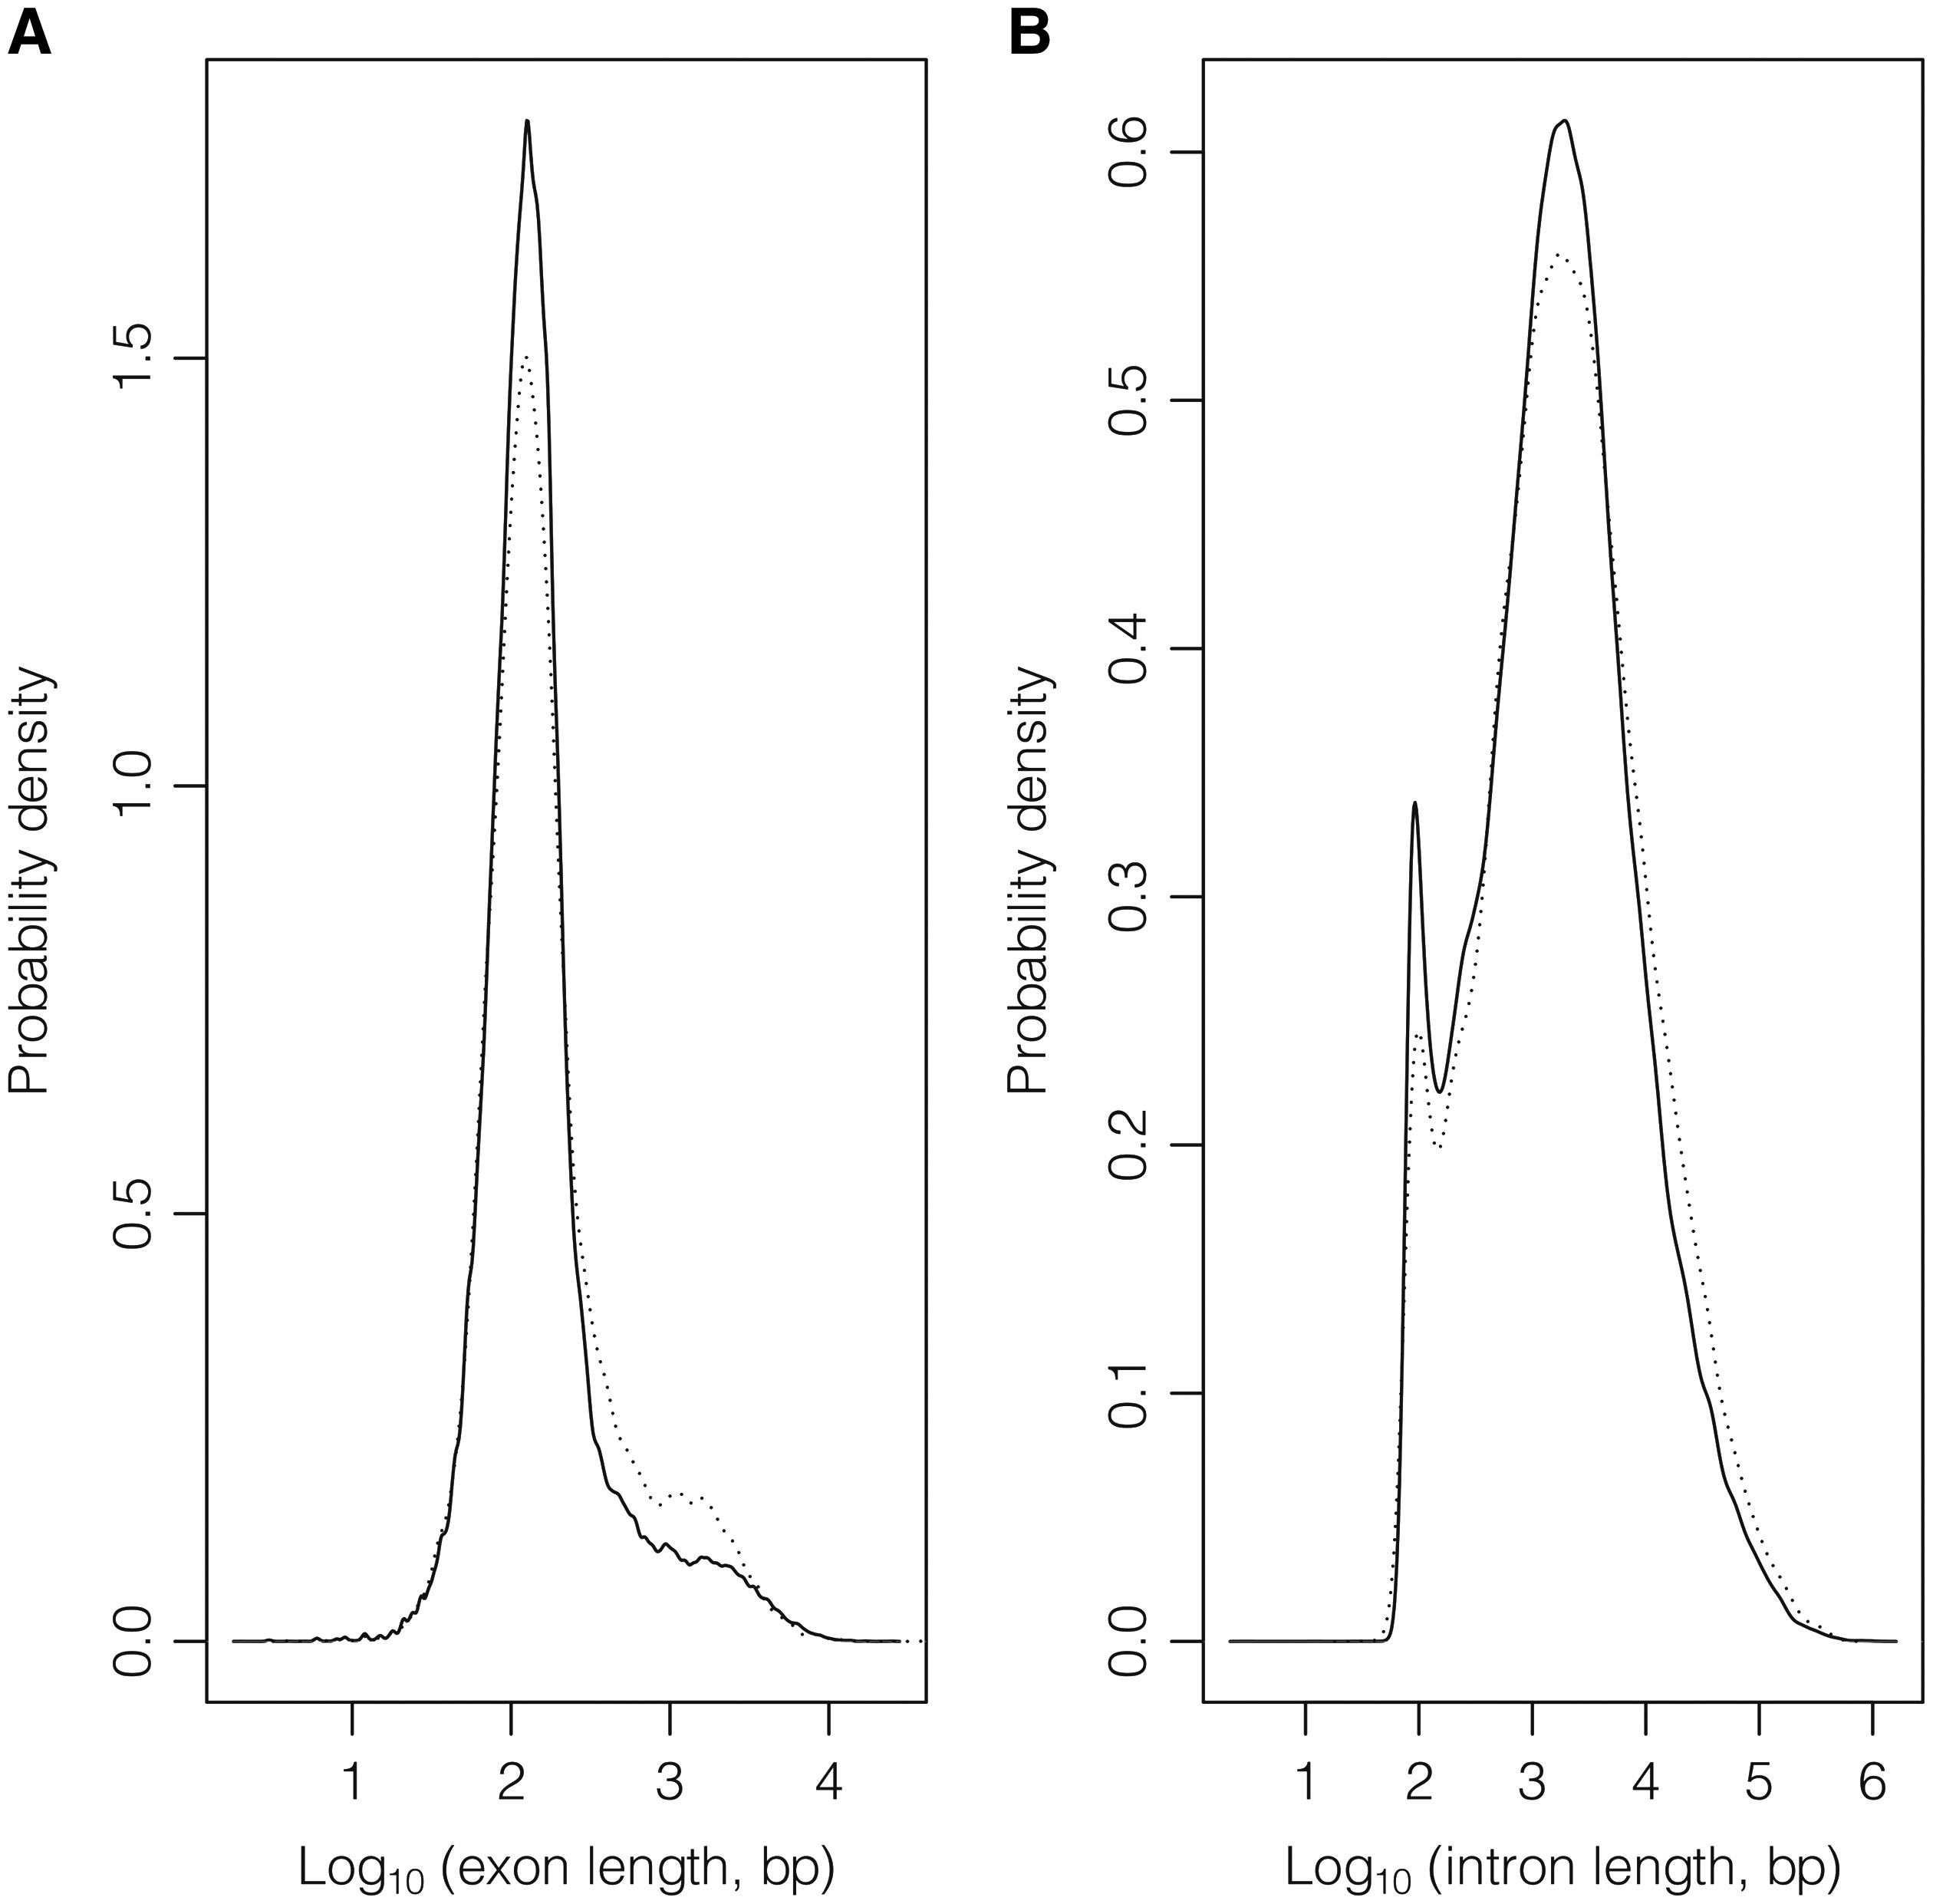 A
Probability density
1.5
1.0
0.5
0.0
1 2 3 4
Log10 (exon length, bp)
B
Probability density
0.6
0.5
0.4
0.3
0.2
0.1
0.0
1 2 3 4 5 6
Log10 (intron length, bp)